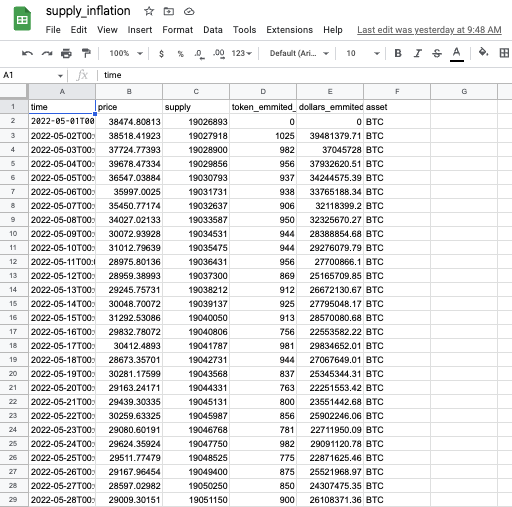 supply_inflation
File Edit View Insert Format Data Tools Extensions Help Last edit was yesterday at 9:48 AM
100% $ % .0 .00 123 Default (Ari... 10 B I S A
A1 fx time
A B C D E F G
1 time price supply token_emmited_ dollars_emmited asset
2 2022-05-01T00 38474.80813 19026893 0 0 BTC
3 2022-05-02T00: 38518.41923 19027918 1025 39481379.71 BTC
4 2022-05-03T00: 37724.77393 19028900 982 37045728 BTC
5 2022-05-04T00: 39678.47334 19029856 956 37932620.51 BTC
6 2022-05-05T00: 36547.03884 19030793 937 34244575.39 BTC
7 2022-05-06T00: 35997.0025 19031731 938 33765188.34 BTC
8 2022-05-07T00: 35450.77174 19032637 906 32118399.2 BTC
9 2022-05-08T00: 34027.02133 19033587 950 32325670.27 BTC
10 2022-05-09T00: 30072.93928 19034531 944 28388854.68 BTC
11 2022-05-10T00: 31012.79639 19035475 944 29276079.79 BTC
12 2022-05-11T00: 28975.80136 19036431 956 27700866.1 BTC
13 2022-05-12T00: 28959.38993 19037300 869 25165709.85 BTC
14 2022-05-13T00: 29245.75731 19038212 912 26672130.67 BTC
15 2022-05-14T00: 30048.70072 19039137 925 27795048.17 BTC
16 2022-05-15T00: 31292.53086 19040050 913 28570080.68 BTC
17 2022-05-16T00: 29832.78072 19040806 756 22553582.22 BTC
18 2022-05-17T00: 30412.4893 19041787 981 29834652.01 BTC
19 2022-05-18T00: 28673.35701 19042731 944 27067649.01 BTC
20 2022-05-19T00: 30281.17599 19043568 837 25345344.31 BTC
21 2022-05-20T00: 29163.24171 19044331 763 22251553.42 BTC
22 2022-05-21T00: 29439.30335 19045131 800 23551442.68 BTC
23 2022-05-22T00: 30259.63325 19045987 856 25902246.06 BTC
24 2022-05-23T00: 29080.60191 19046768 781 22711950.09 BTC
25 2022-05-24T00: 29624.35924 19047750 982 29091120.78 BTC
26 2022-05-25T00: 29511.77479 19048525 775 22871625.46 BTC
27 2022-05-26T00: 29167.96454 19049400 875 25521968.97 BTC
28 2022-05-27T00: 28597.02982 19050250 850 24307475.35 BTC
29 2022-05-28T00: 29009.30151 19051150 900 26108371.36 BTC